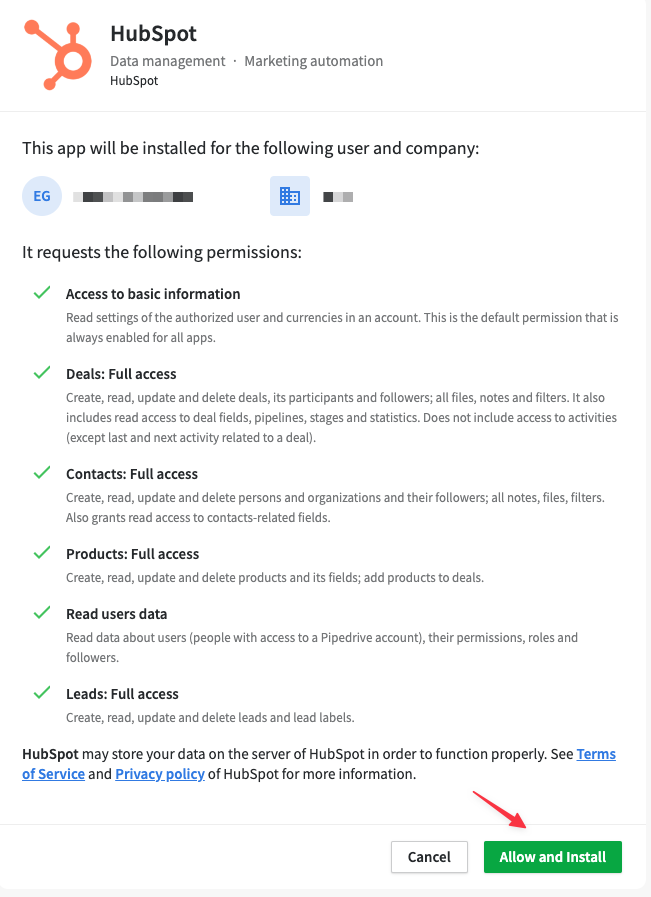 HubSpot
Data management · Marketing automation
HubSpot
This app will be installed for the following user and company:
EG
It requests the following permissions:
Access to basic information
Read settings of the authorized user and currencies in an account. This is the default permission that is
always enabled for all apps.
Deals: Full access
Create, read, update and delete deals, its participants and followers; all files, notes and filters. It also
includes read access to deal fields, pipelines, stages and statistics. Does not include access to activities
(except last and next activity related to a deal).
Contacts: Full access
Create, read, update and delete persons and organizations and their followers; all notes, files, filters.
Also grants read access to contacts-related fields.
Products: Full access
Create, read, update and delete products and its fields; add products to deals.
Read users data
Read data about users (people with access to a Pipedrive account), their permissions, roles and
followers.
Leads: Full access
Create, read, update and delete leads and lead labels.
HubSpot may store your data on the server of HubSpot in order to function properly. See Terms
of Service and Privacy policy of HubSpot for more information.
Cancel
Allow and Install